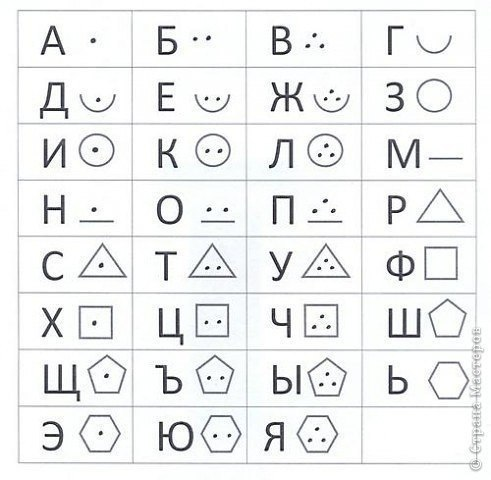 А Б В Г
Д Е Ж З
И К Л М
Н О П Р
С Т У Ф
Х Ц Ч Ш
Щ Ъ Ы Ь
Э Ю Я
© Страна Мастеров